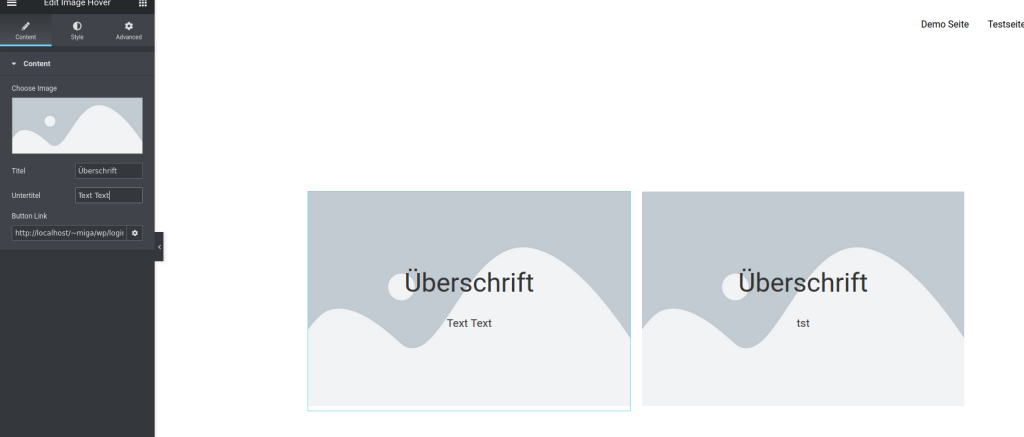 Edit Image Hover
Content
Style
Advanced
Content
Choose Image
Titel
Überschrift
Untertitel
Text Text
Button Link
http://localhost/~miga/wp/login
Demo Seite
Testseite
Überschrift
Text Text
Überschrift
tst